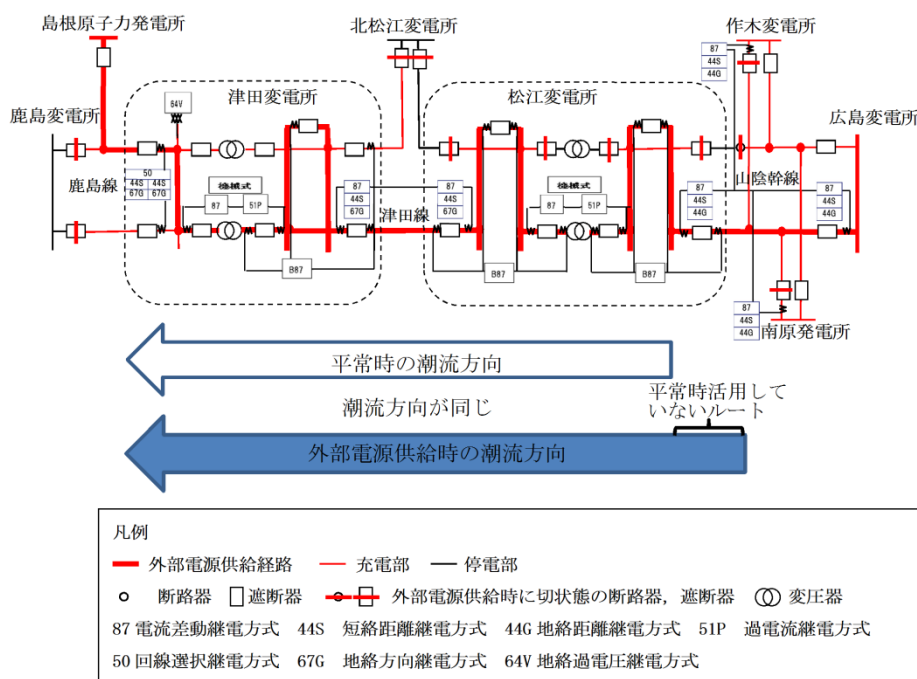 島根原子力発電所
北松江変電所
作木変電所
87
44S
44G
津田変電所
松江変電所
64V
鹿島変電所
広島変電所
鹿島線
50
44S 44S
67G 67G
機械式
87 51P
87
44S
67G
津田線
87
44S
67G
機械式
87 51P
87
44S
44G
山陰幹線
87
44S
44G
B87
B87
B87
87
44S
44G
南原発電所
平常時の潮流方向
潮流方向が同じ
平常時活用して
いないルート
外部電源供給時の潮流方向
凡例
外部電源供給経路 充電部 停電部
断路器 遮断器 外部電源供給時に切状態の断路器，遮断器 変圧器
87 電流差動継電方式 44S 短絡距離継電方式 44G 地絡距離継電方式 51P 過電流継電方式
50 回線選択継電方式 67G 地絡方向継電方式 64V 地絡過電圧継電方式